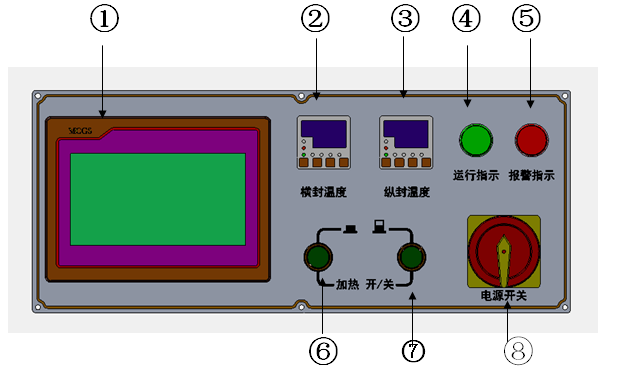 ① ② ③ ④ ⑤
横封温度 纵封温度 运行指示 报警指示
加热 开/关
电源开关
⑥ ⑦ ⑧